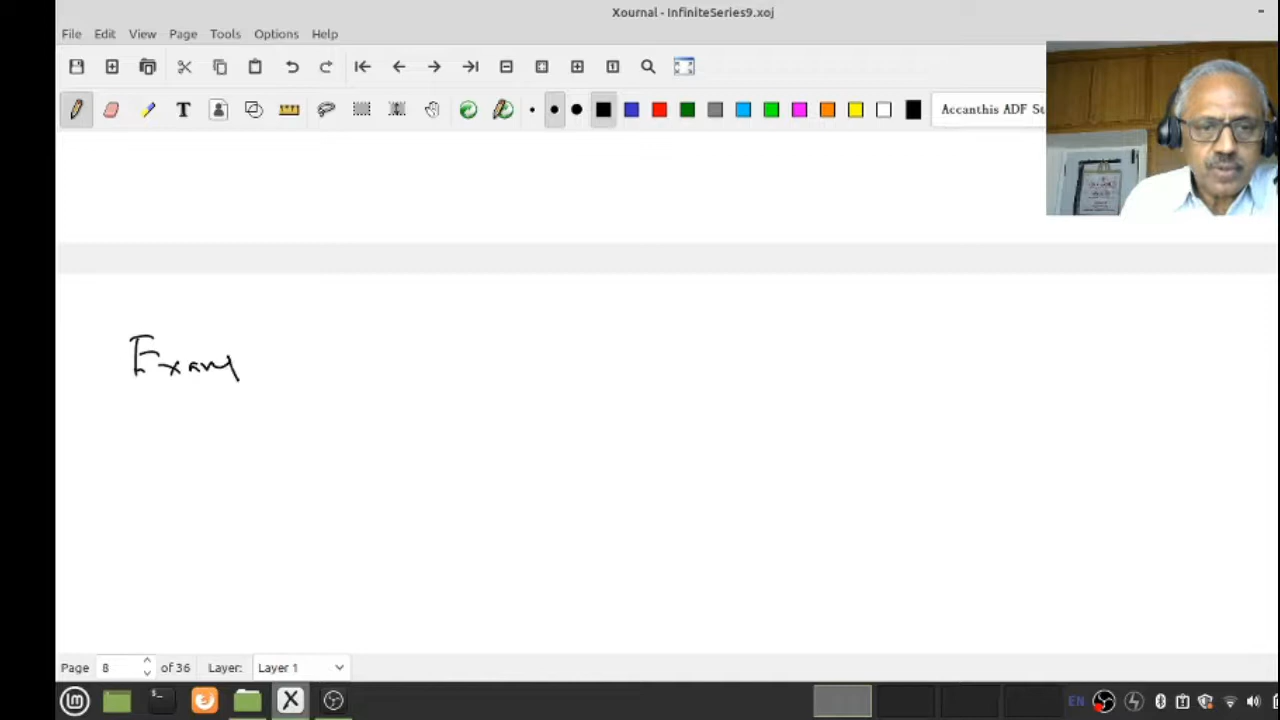 Xournal - InfiniteSeries9.xoj
File Edit View Page Tools Options Help
Accanthis ADF St
Exam
Page 8 of 36 Layer: Layer 1
EN